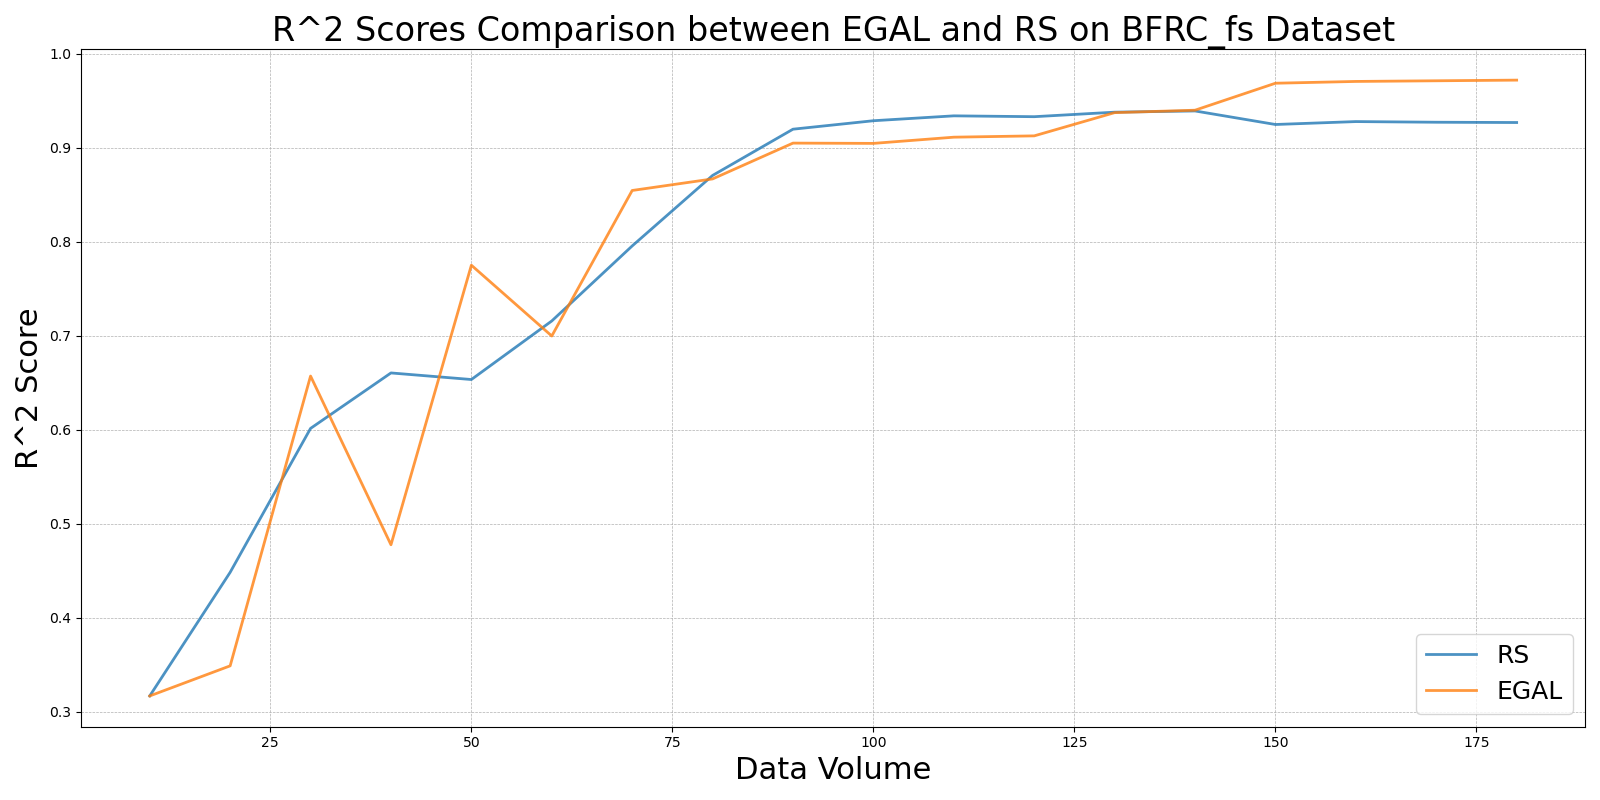 R^2 Scores Comparison between EGAL and RS on BFRC_fs Dataset
R^2 Score
1.0
0.9
0.8
0.7
0.6
0.5
0.4
0.3
25 50 75 100 125 150 175
Data Volume
RS
EGAL